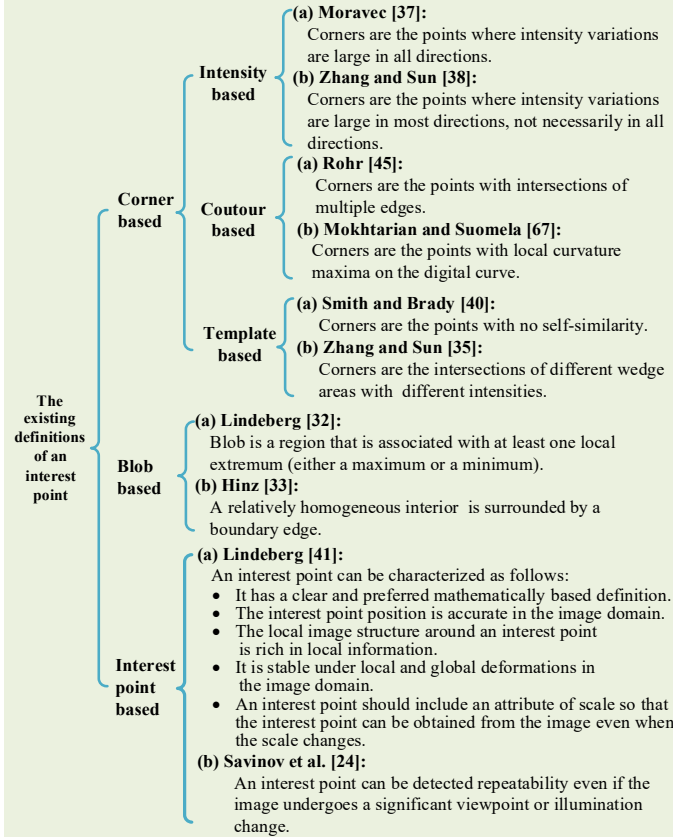 The
existing
definitions
of an
interest
point
Corner
based
Intensity
based
(a) Moravec [37]:
Corners are the points where intensity variations
are large in all directions.
(b) Zhang and Sun [38]:
Corners are the points where intensity variations
are large in most directions, not necessarily in all
directions.
Coutour
based
(a) Rohr [45]:
Corners are the points with intersections of
multiple edges.
(b) Mokhtarian and Suomela [67]:
Corners are the points with local curvature
maxima on the digital curve.
Template
based
(a) Smith and Brady [40]:
Corners are the points with no self-similarity.
(b) Zhang and Sun [35]:
Corners are the intersections of different wedge
areas with different intensities.
Blob
based
(a) Lindeberg [32]:
Blob is a region that is associated with at least one local
extremum (either a maximum or a minimum).
(b) Hinz [33]:
A relatively homogeneous interior is surrounded by a
boundary edge.
Interest
point
based
(a) Lindeberg [41]:
An interest point can be characterized as follows:
• It has a clear and preferred mathematically based definition.
• The interest point position is accurate in the image domain.
• The local image structure around an interest point
is rich in local information.
• It is stable under local and global deformations in
the image domain.
• An interest point should include an attribute of scale so that
the interest point can be obtained from the image even when
the scale changes.
(b) Savinov et al. [24]:
An interest point can be detected repeatability even if the
image undergoes a significant viewpoint or illumination
change.